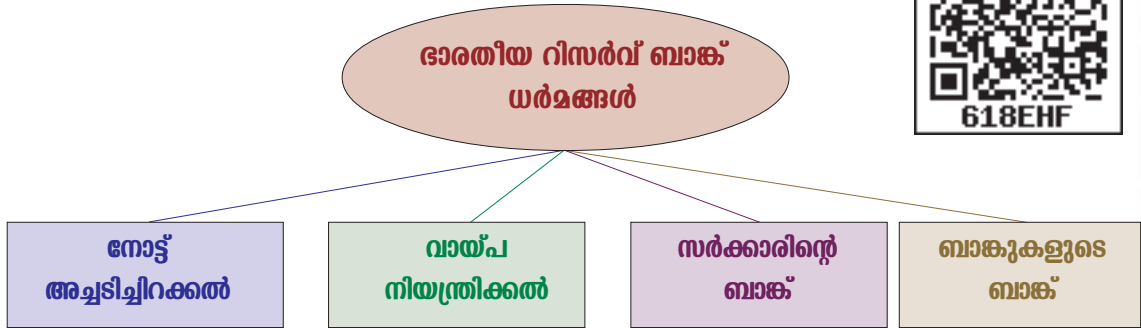 ഭാരതീയ റിസർവ് ബാങ്ക്
ധർമങ്ങൾ
618EHF
നോട്ട്
അച്ചടിച്ചിറക്കൽ
വായ്പ
നിയന്ത്രിക്കൽ
സർക്കാരിന്റെ
ബാങ്ക്
ബാങ്കുകളുടെ
ബാങ്ക്